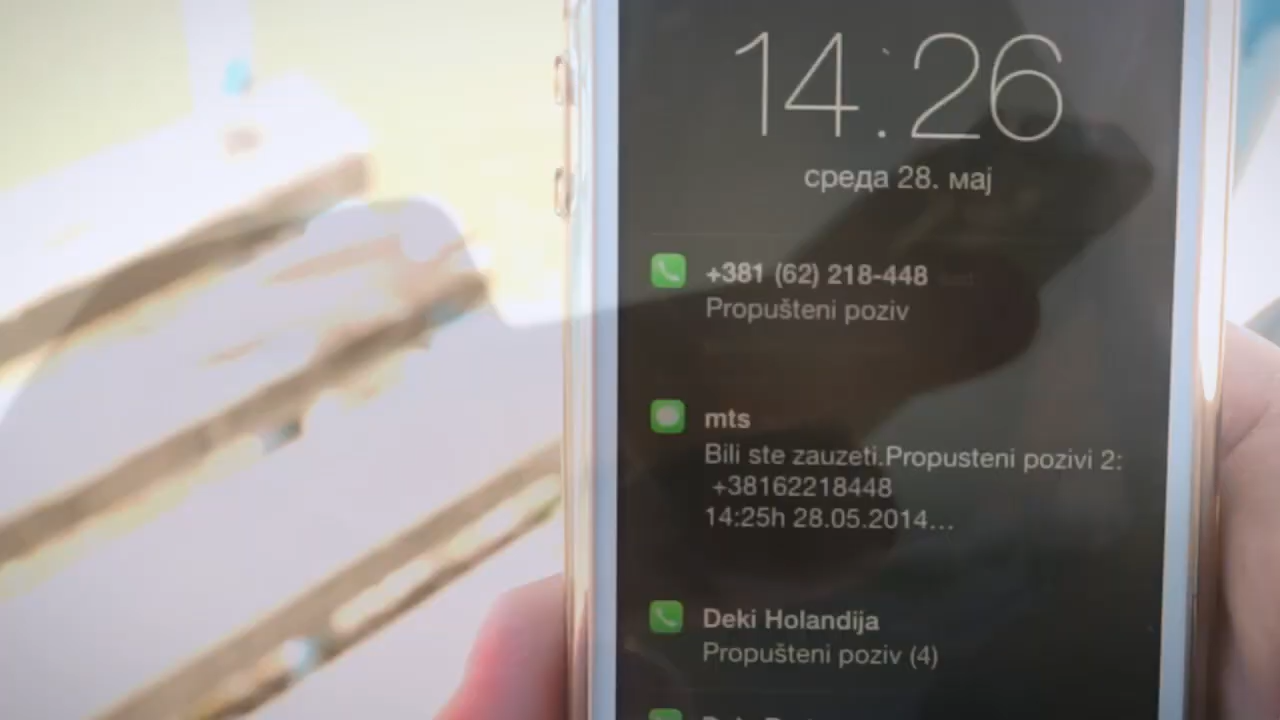 14:26
среда 28. мај
+381 (62) 218-448
Propušteni poziv
mts
Bili ste zauzeti.Propusteni pozivi 2:
+38162218448
14:25h 28.05.2014...
Deki Holandija
Propušteni poziv (4)